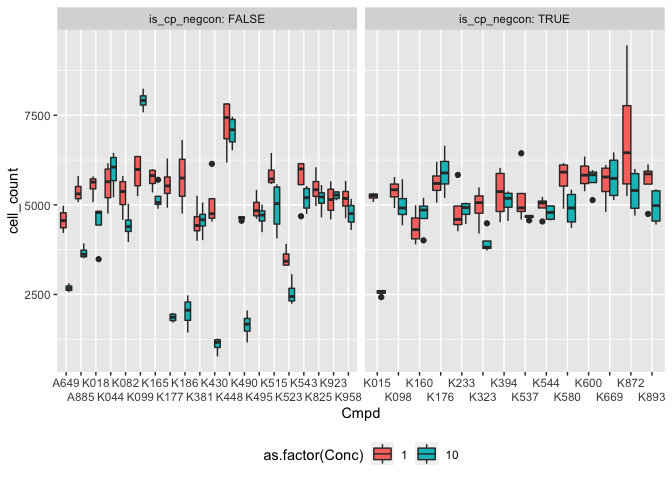 is_cp_negcon: FALSE
is_cp_negcon: TRUE
cell_count
7500
5000
2500
A649 K018 K082 K165 K186 K430 K490 K515 K543 K923
A885 K044 K099 K177 K381 K448 K495 K523 K825 K958
K015 K160 K233 K394 K544 K600 K872
K098 K176 K323 K537 K580 K669 K893
Cmpd
as.factor(Conc) 1 10